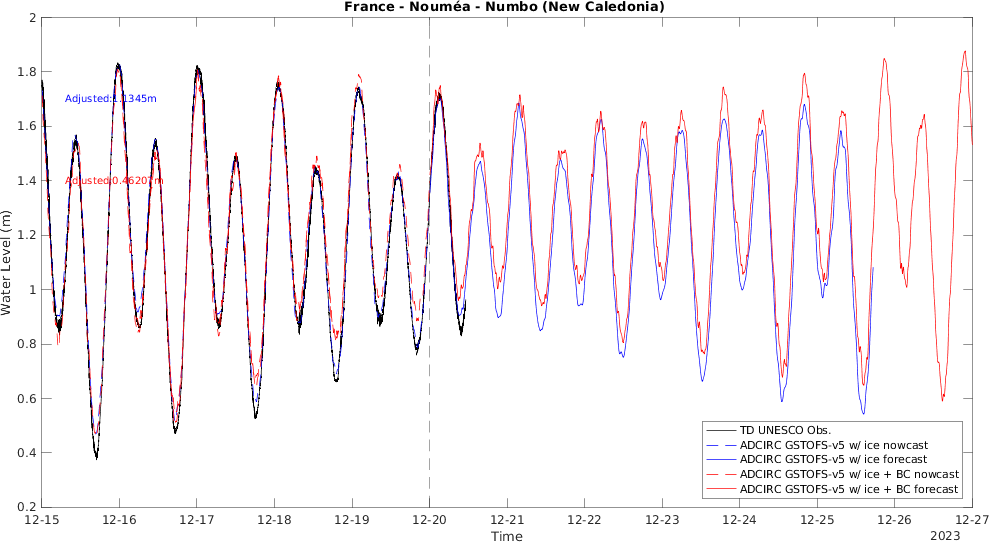 France - Nouméa - Numbo (New Caledonia)
2
1.8
1.6
1.4
1.2
1
0.8
0.6
0.4
0.2
Water Level (m)
Adjusted:1.1345m
Adjusted:0.46207m
TD UNESCO Obs.
ADCIRC GSTOFS-v5 w/ ice nowcast
ADCIRC GSTOFS-v5 w/ ice forecast
ADCIRC GSTOFS-v5 w/ ice + BC nowcast
ADCIRC GSTOFS-v5 w/ ice + BC forecast
12-15 12-16 12-17 12-18 12-19 12-20 12-21 12-22 12-23 12-24 12-25 12-26 12-27
Time
2023